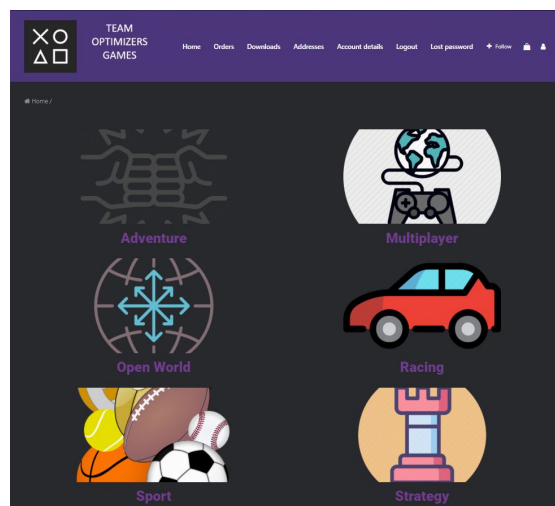 TEAM
OPTIMIZERS
GAMES
Home Orders Downloads Addresses Account details Logout Lost password + Follow
Home /
Adventure
Multiplayer
Open World
Racing
Sport
Strategy